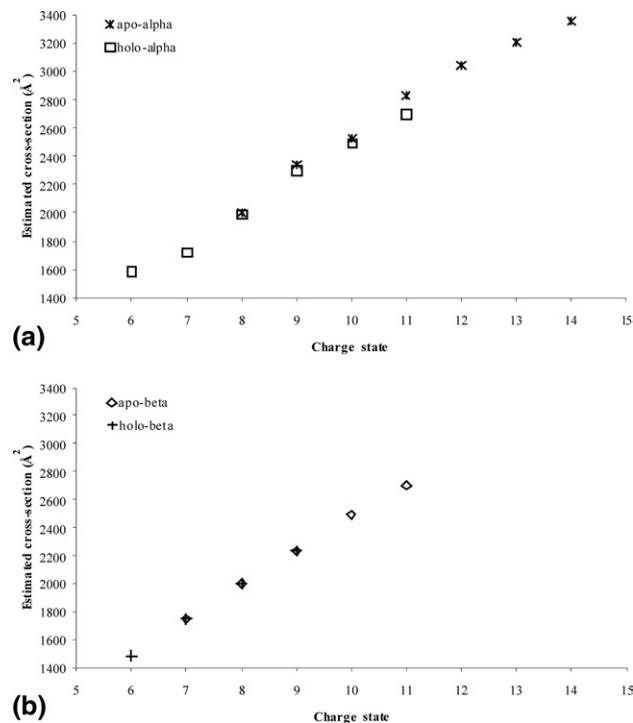 3400
3200
3000
2800
2600
2400
2200
2000
1800
1600
1400
Estimated cross-section (Å²)
apo-alpha
holo-alpha
5 6 7 8 9 10 11 12 13 14 15
Charge state
(a)
3400
3200
3000
2800
2600
2400
2200
2000
1800
1600
1400
Estimated cross-section (Å²)
apo-beta
holo-beta
5 6 7 8 9 10 11 12 13 14 15
Charge state
(b)